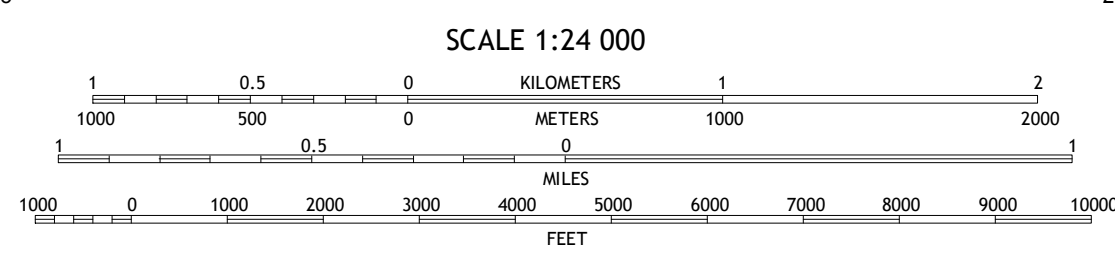 SCALE 1:24 000
1 0.5 0 KILOMETERS 1 2
1000 500 0 METERS 1000 2000
1 0.5 0 1
MILES
1000 0 1000 2000 3000 4000 5000 6000 7000 8000 9000 10000
FEET